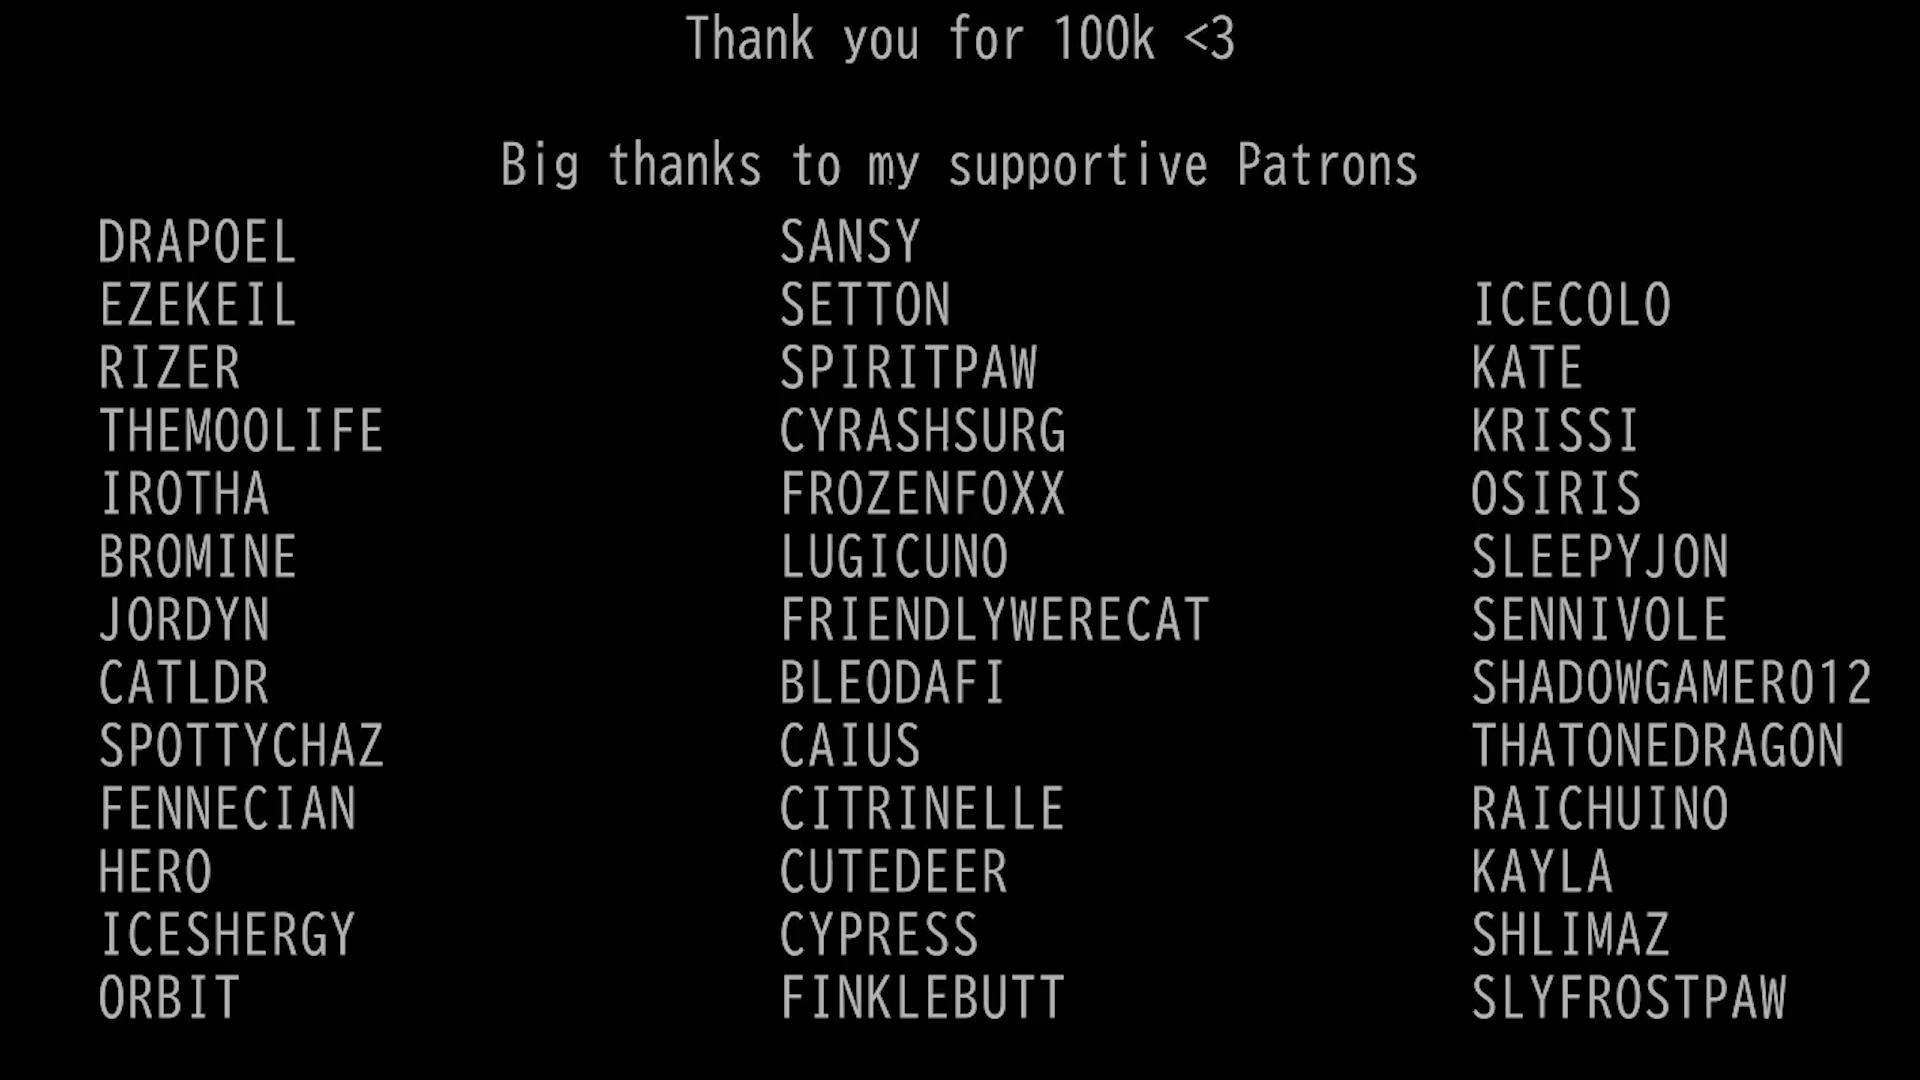 Thank you for 100k <3
Big thanks to my supportive Patrons
DRAPOEL
EZEKEIL
RIZER
THEMOOLIFE
IROTHA
BROMINE
JORDYN
CATLDR
SPOTTYCHAZ
FENNECIAN
HERO
ICESHERGY
ORBIT
SANSY
SETTON
SPIRITPAW
CYRASHSURG
FROZENFOXX
LUGICUNO
FRIENDLYWERECAT
BLEODAFI
CAIUS
CITRINELLE
CUTEDEER
CYPRESS
FINKLEBUTT
ICECOLO
KATE
KRISSI
OSIRIS
SLEEPYJON
SENNIVOLE
SHADOWGAMER012
THATONEDRAGON
RAICHUINO
KAYLA
SHLIMAZ
SLYFROSTPAW